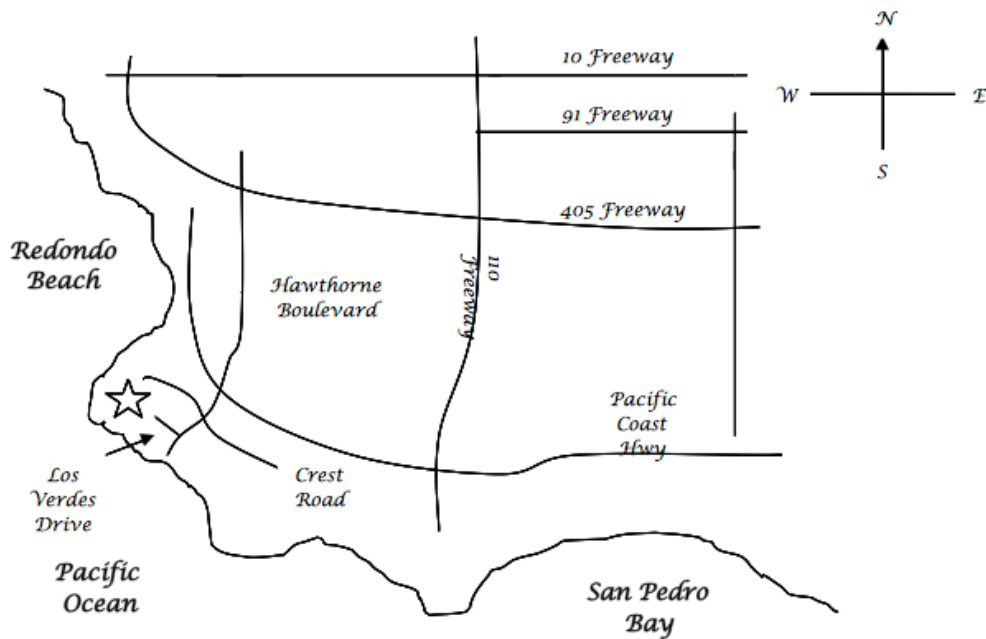 N
10 Freeway
W
E
91 Freeway
S
405 Freeway
Redondo
Beach
110
Freeway
Hawthorne
Boulevard
Pacific
Coast
Hwy
Los
Verdes
Drive
Crest
Road
Pacific
Ocean
San Pedro
Bay